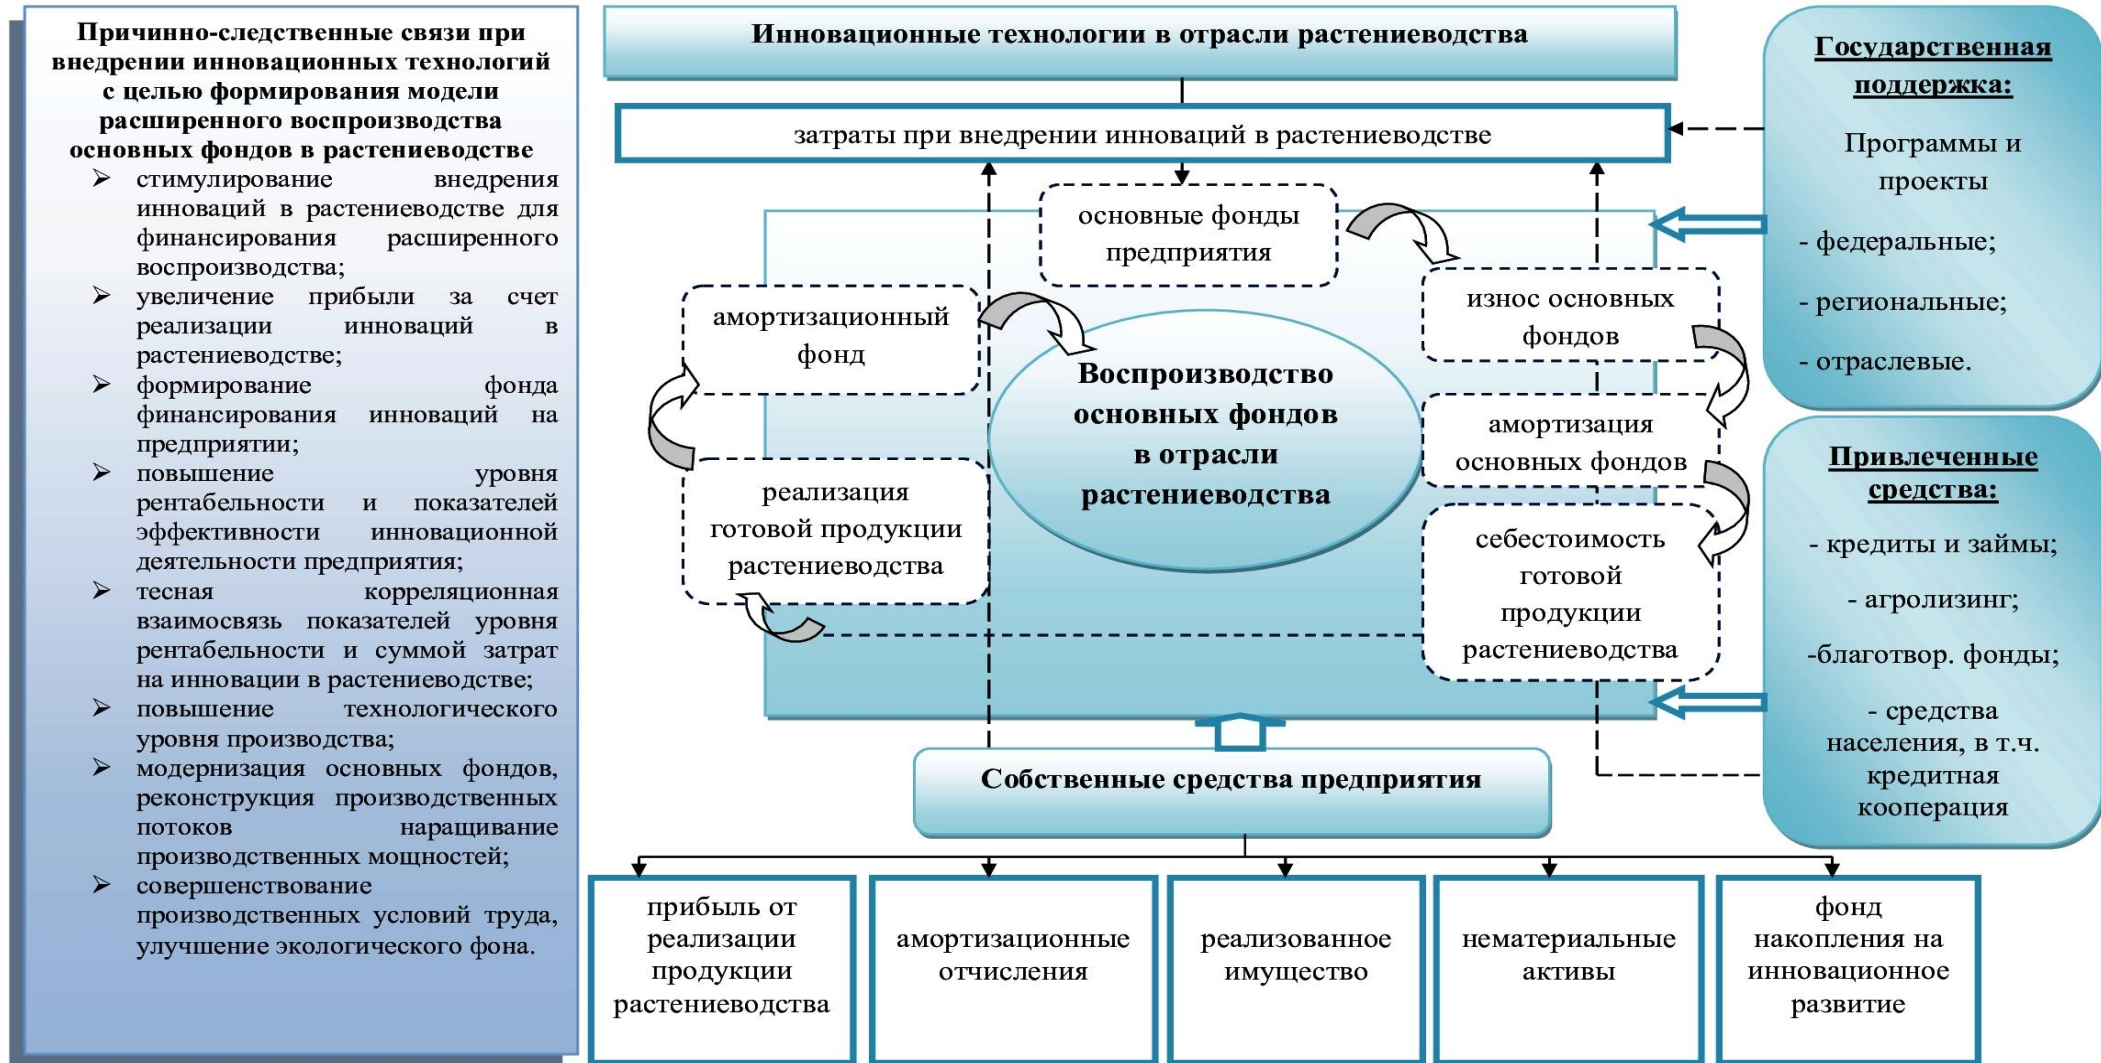 Причинно-следственные связи при
внедрении инновационных технологий
с целью формирования модели
расширенного воспроизводства
основных фондов в растениеводстве
➢ стимулирование внедрения
инноваций в растениеводстве для
финансирования расширенного
воспроизводства;
➢ увеличение прибыли за счет
реализации инноваций в
растениеводстве;
➢ формирование фонда
финансирования инноваций на
предприятии;
➢ повышение уровня
рентабельности и показателей
эффективности инновационной
деятельности предприятия;
➢ тесная корреляционная
взаимосвязь показателей уровня
рентабельности и суммой затрат
на инновации в растениеводстве;
➢ повышение технологического
уровня производства;
➢ модернизация основных фондов,
реконструкция производственных
потоков наращивание
производственных мощностей;
➢ совершенствование
производственных условий труда,
улучшение экологического фона.
Инновационные технологии в отрасли растениеводства
затраты при внедрении инноваций в растениеводстве
основные фонды
предприятия
износ основных
фондов
амортизация
основных фондов
себестоимость
готовой
продукции
растениеводства
реализация
готовой продукции
растениеводства
амортизационный
фонд
Воспроизводство
основных фондов
в отрасли
растениеводства
Государственная
поддержка:
Программы и
проекты
- федеральные;
- региональные;
- отраслевые.
Привлеченные
средства:
- кредиты и займы;
- агролизинг;
-благотвор. фонды;
- средства
населения, в т.ч.
кредитная
кооперация
Собственные средства предприятия
прибыль от
реализации
продукции
растениеводства
амортизационные
отчисления
реализованное
имущество
нематериальные
активы
фонд
накопления на
инновационное
развитие